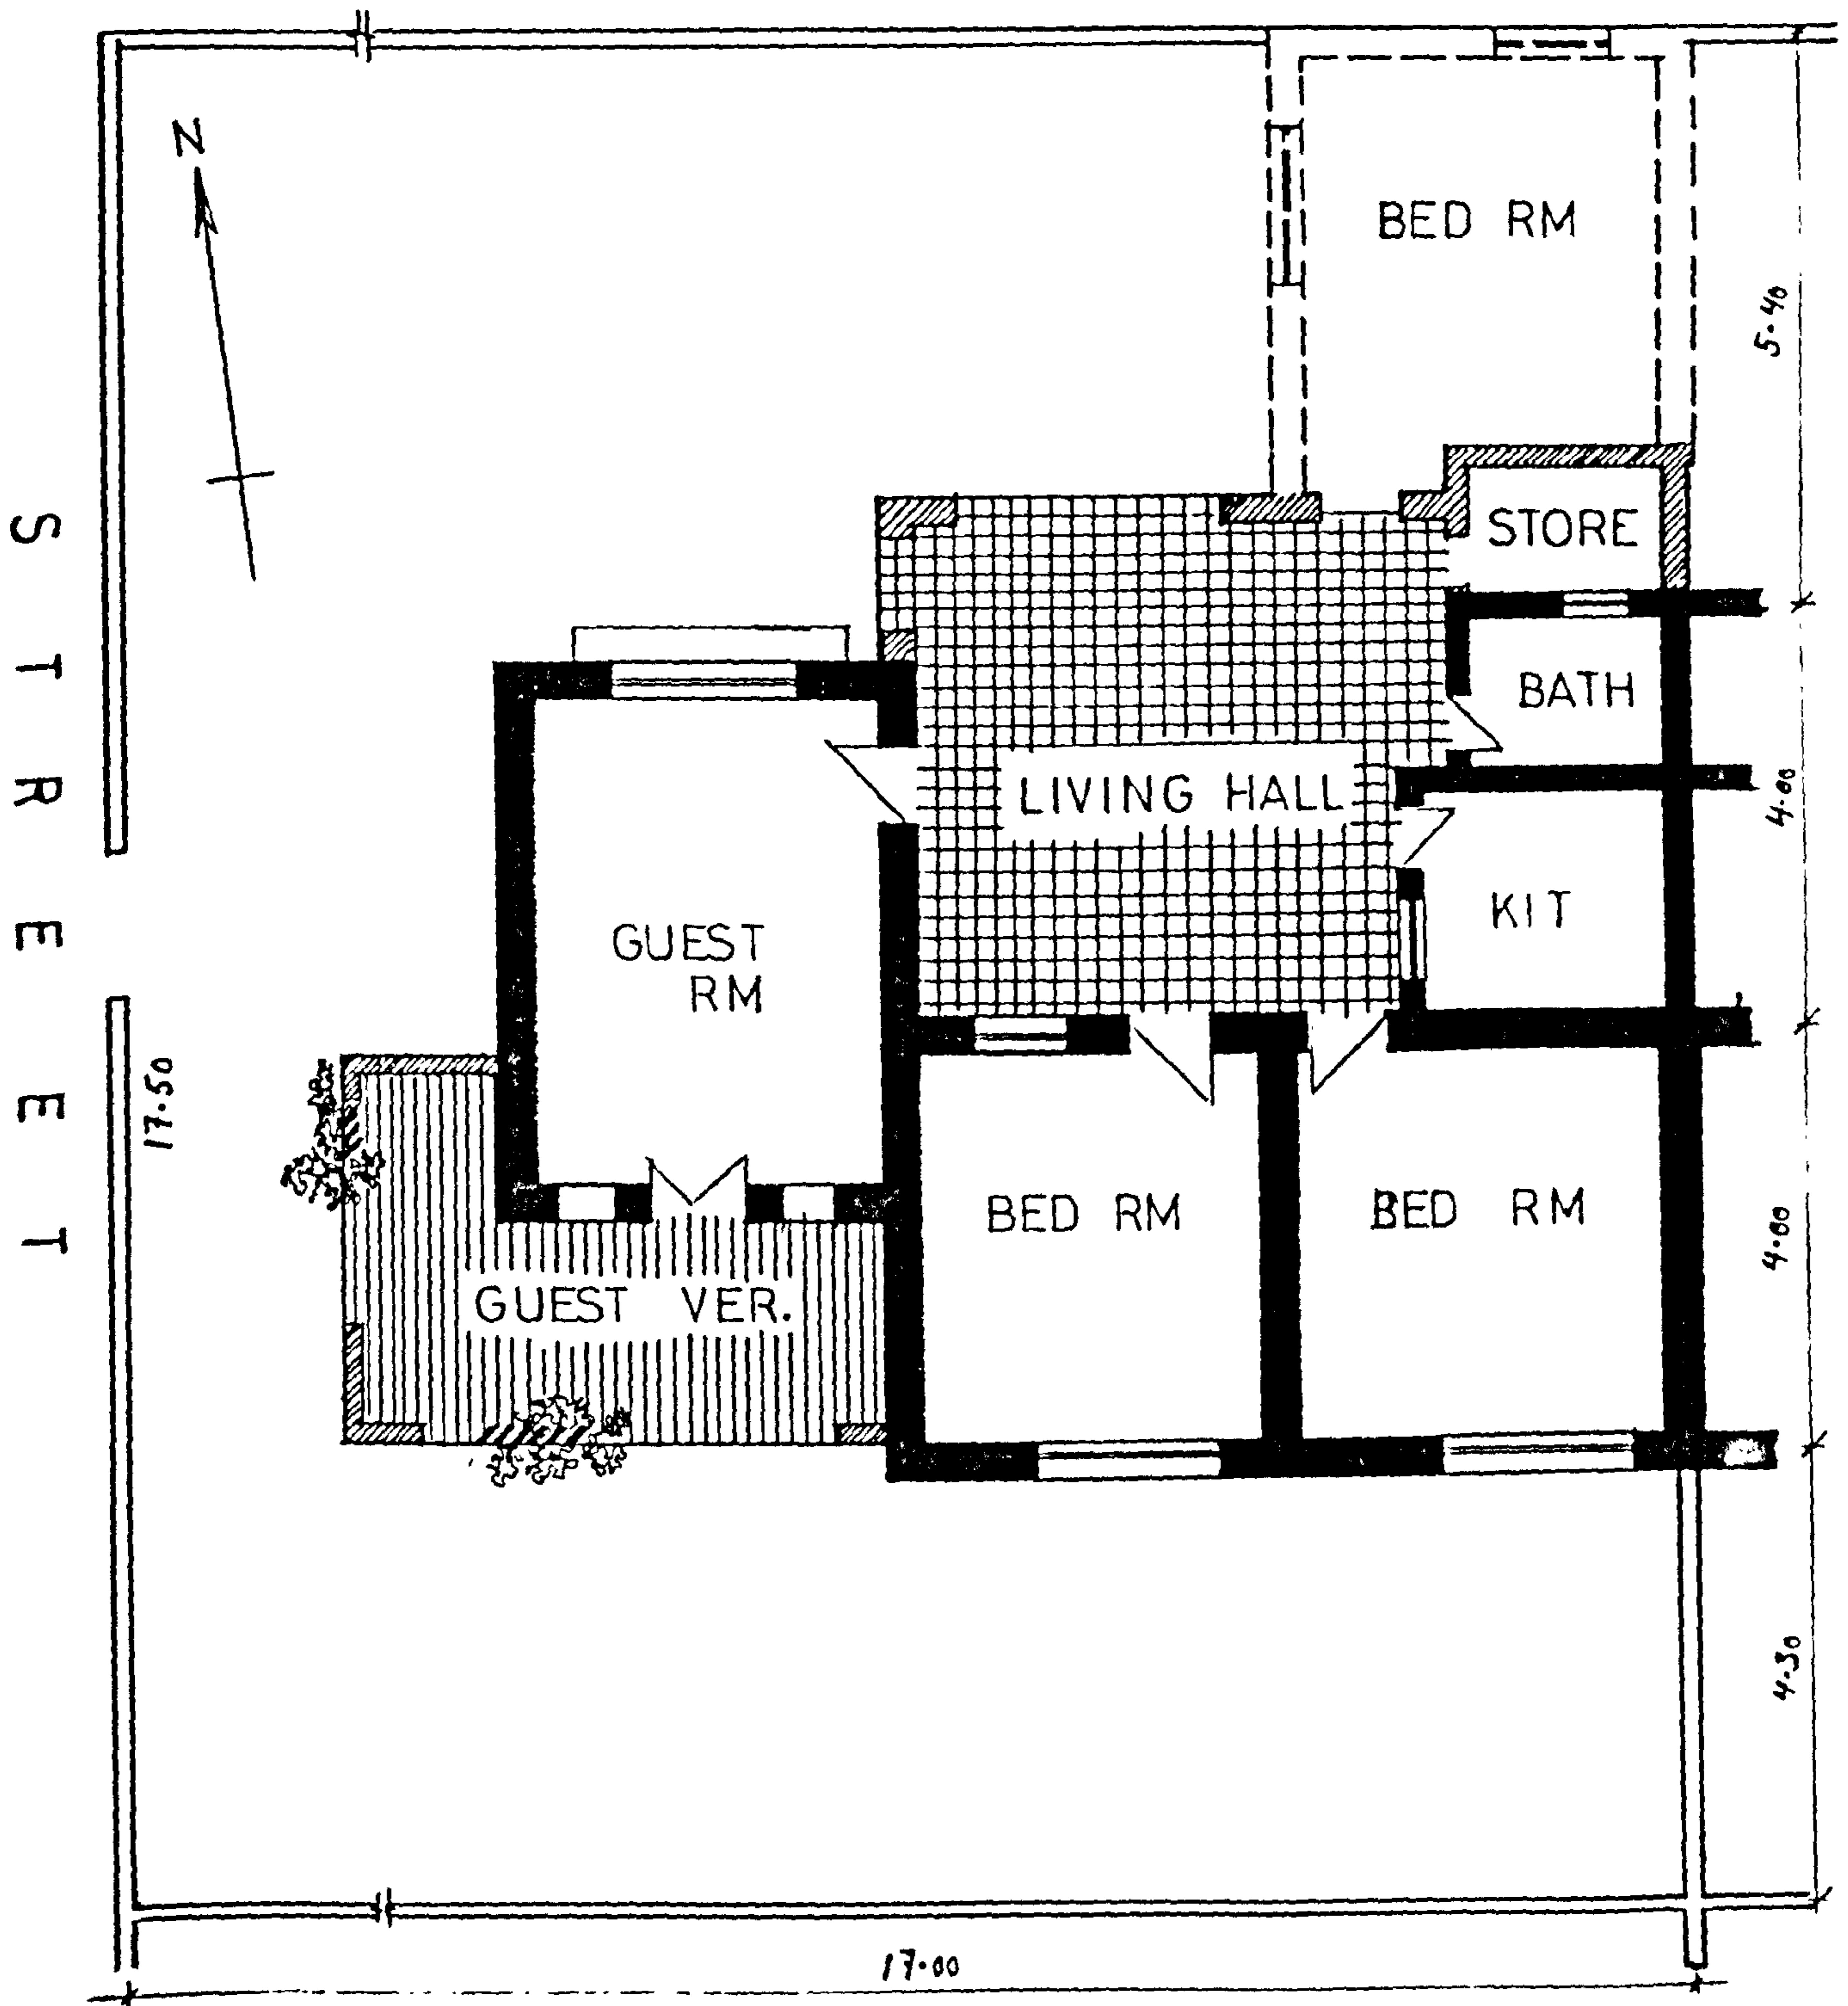 N
BED RM
5.40
STORE
BATH
LIVING HALL
4.00
KIT
GUEST
RM
STREET
17.50
BED RM
BED RM
4.00
GUEST VER.
4.30
17.00